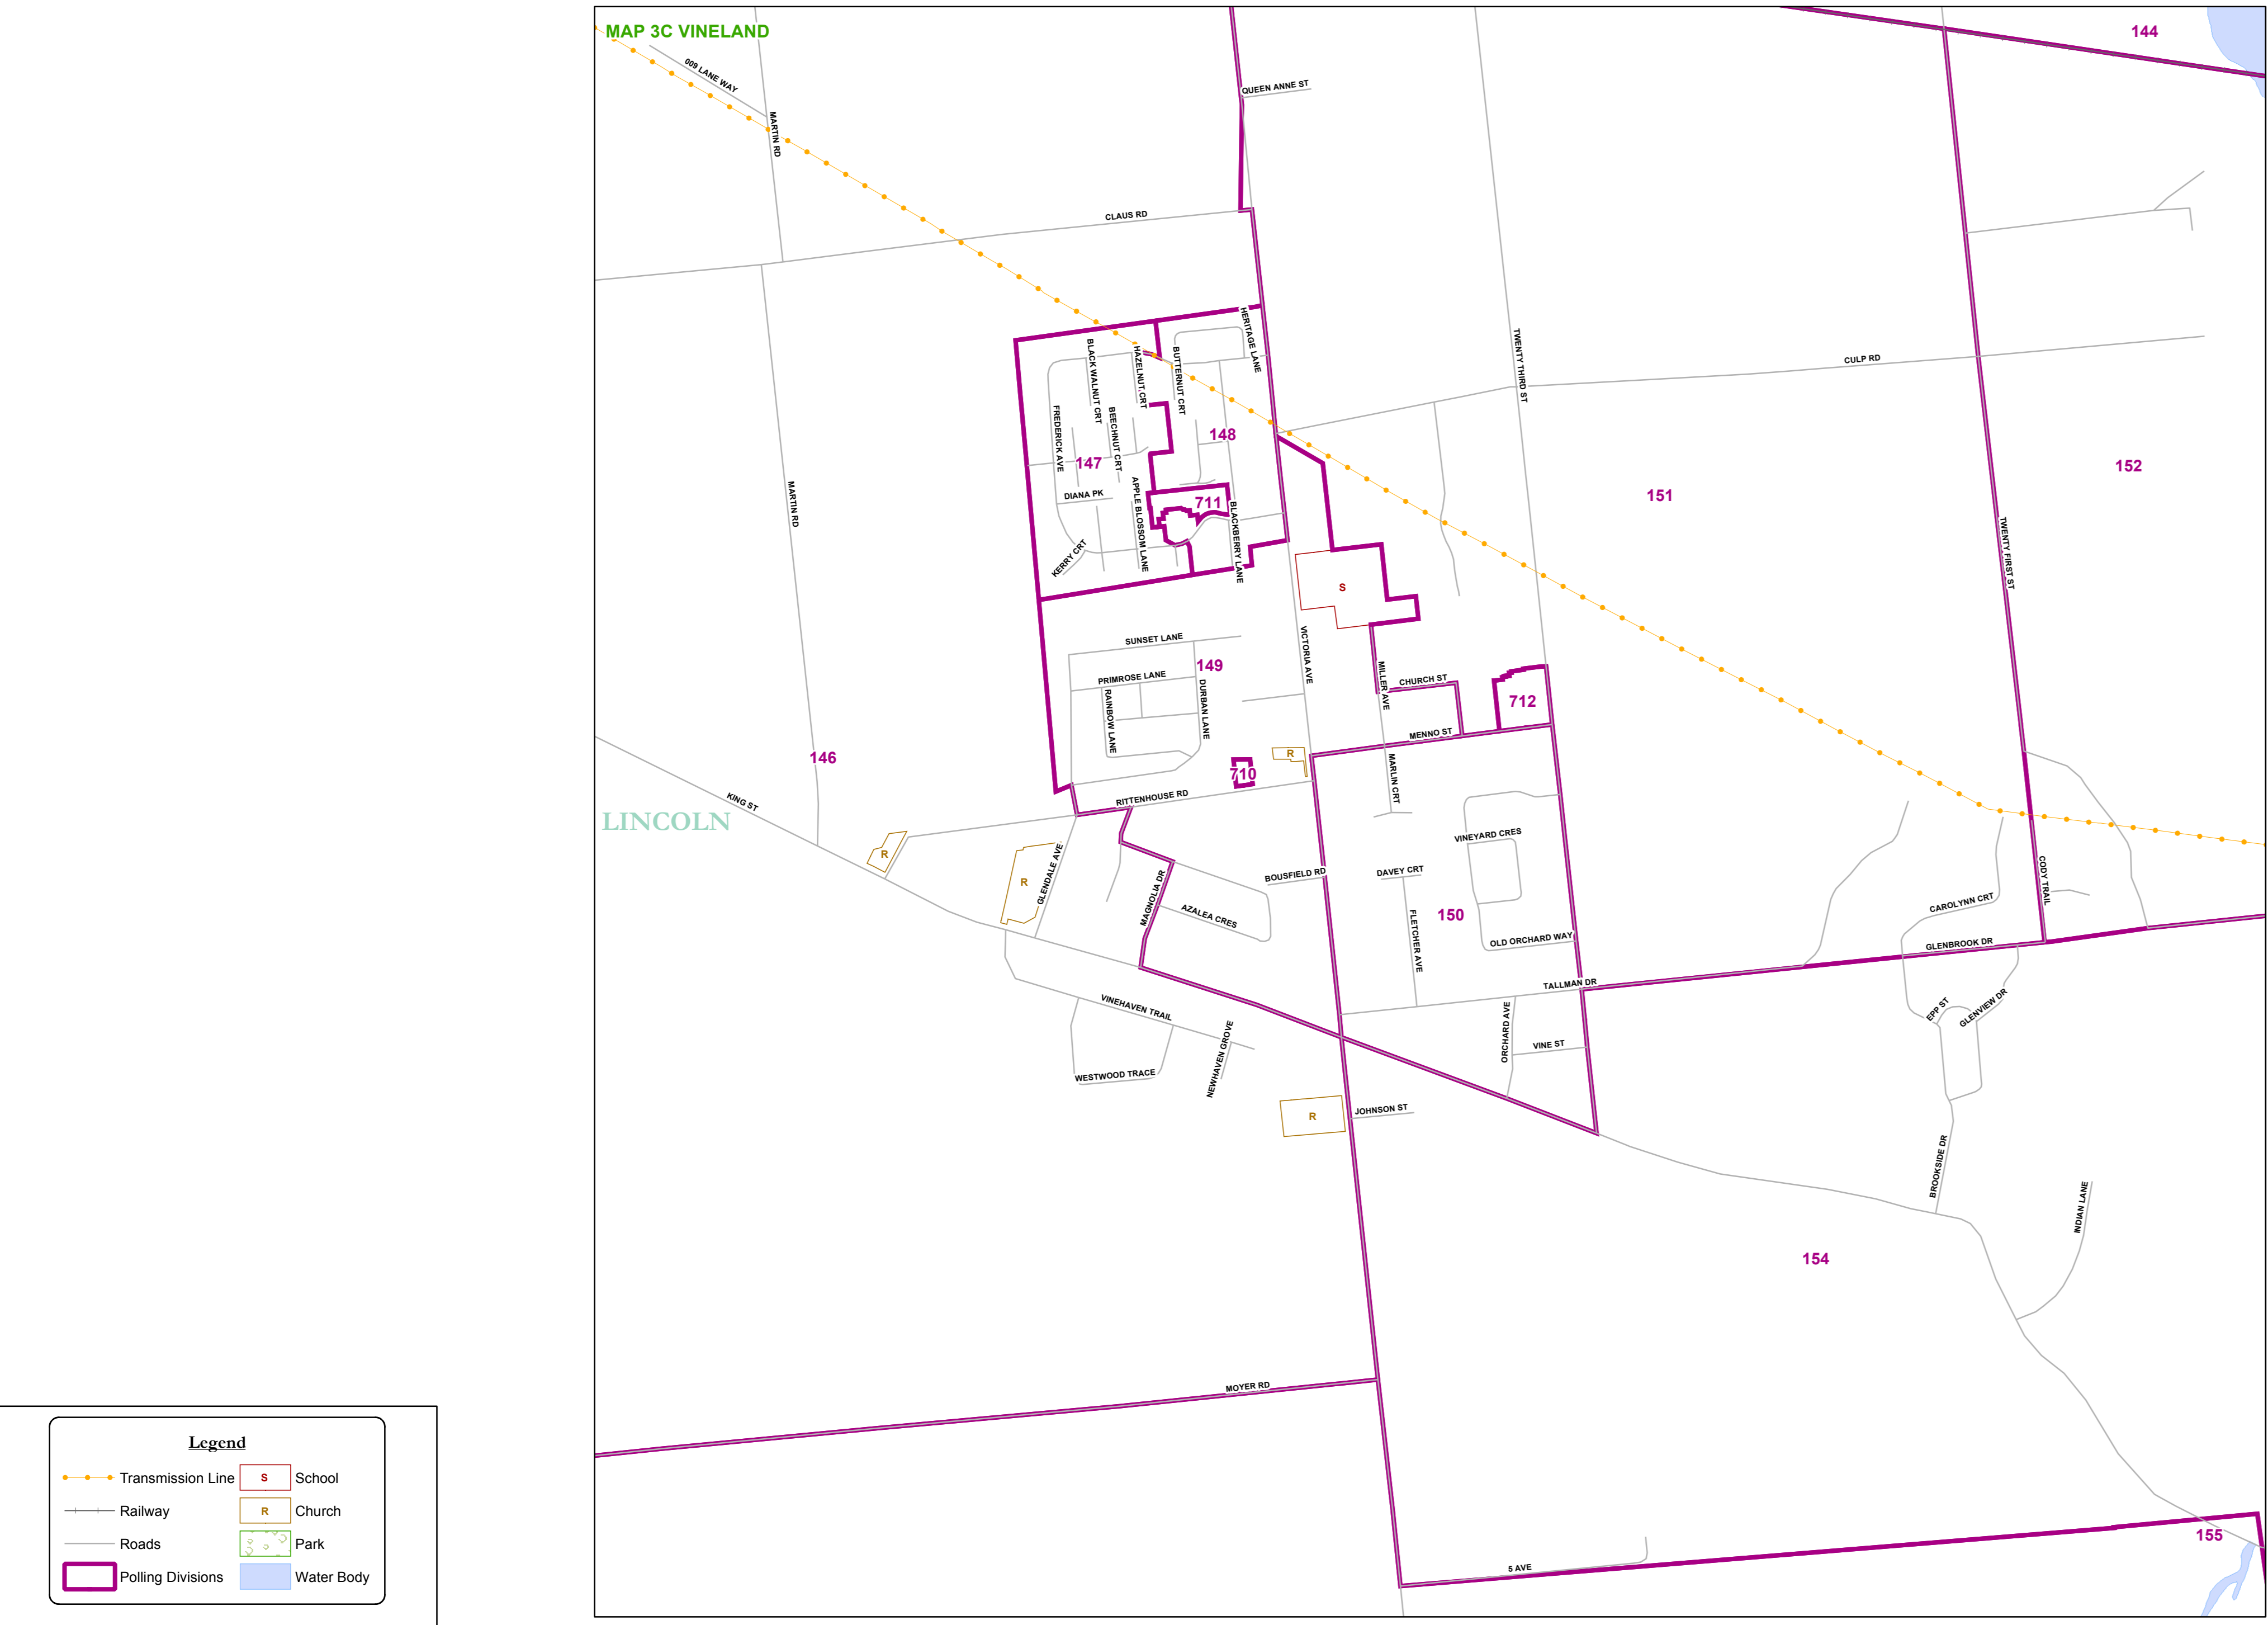 MAP 3C VINELAND
144
009 LANE WAY
MARTIN RD
QUEEN ANNE ST
CLAUS RD
HERITAGE LANE
BLACK WALNUT CRT
HAZELNUT CRT
BUTTERNUT CRT
TWENTY THIRD ST
CULP RD
FREDERICK AVE
BEECHNUT CRT
148
147
152
151
MARTIN RD
DIANA PK
APPLE BLOSSOM LANE
711
BLACKBERRY LANE
TWENTY FIRST ST
KERRY CRT
S
SUNSET LANE
149
VICTORIA AVE
PRIMROSE LANE
RAINBOW LANE
DURBAN LANE
MILLER AVE
CHURCH ST
712
MENNO ST
146
R
710
MARLIN CRT
KING ST
RITTENHOUSE RD
LINCOLN
VINEYARD CRES
R
R
GLENDALE AVE
MAGNOLIA DR
BOUSFIELD RD
DAVEY CRT
CODY TRAIL
AZALEA CRES
FLETCHER AVE
150
CAROLYNN CRT
OLD ORCHARD WAY
GLENBROOK DR
TALLMAN DR
VINEHAVEN TRAIL
NEWHAVEN GROVE
ORCHARD AVE
EPP ST
GLENVIEW DR
VINE ST
WESTWOOD TRACE
R
JOHNSON ST
BROOKSIDE DR
INDIAN LANE
154
MOYER RD
155
5 AVE
Legend
Transmission Line
S School
Railway
R Church
Roads
Park
Polling Divisions
Water Body